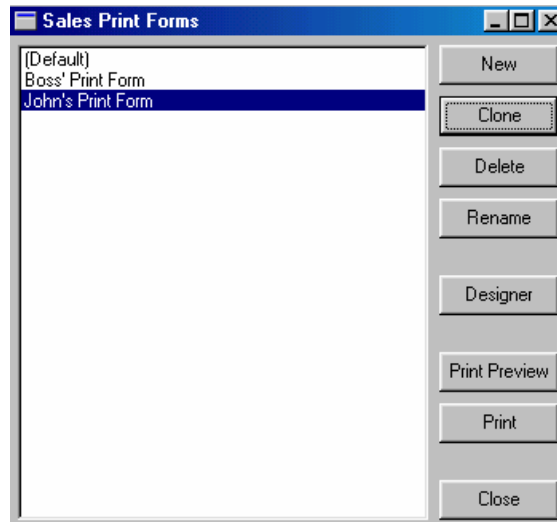 Sales Print Forms
(Default)
Boss' Print Form
John's Print Form
New
Clone
Delete
Rename
Designer
Print Preview
Print
Close